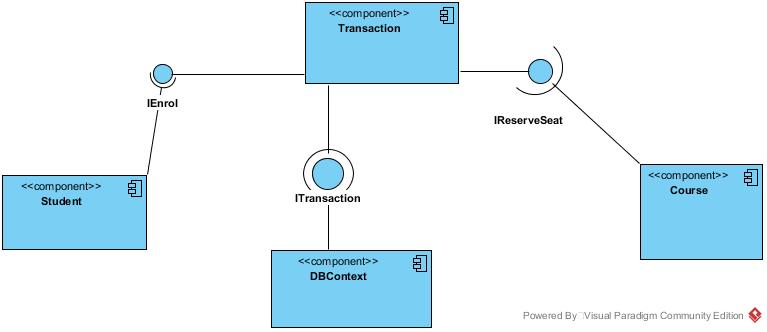 <<component>>
Transaction
IEnrol
IReserveSeat
<<component>>
Student
ITransaction
<<component>>
Course
<<component>>
DBContext
Powered By Visual Paradigm Community Edition